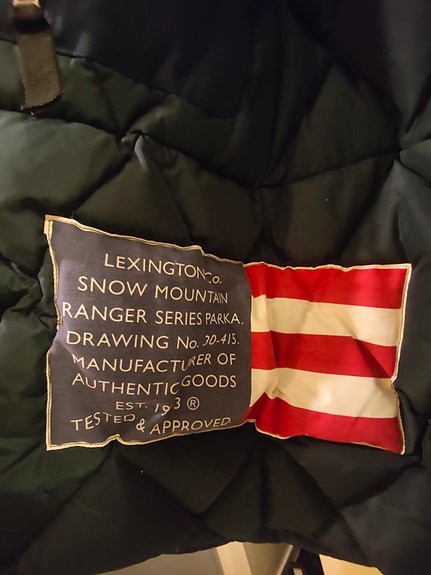 LEXINGTON Co.
SNOW MOUNTAIN
RANGER SERIES PARKA.
DRAWING No. 30-415.
MANUFACTURER OF
AUTHENTIC GOODS
EST. ®
TESTED & APPROVED